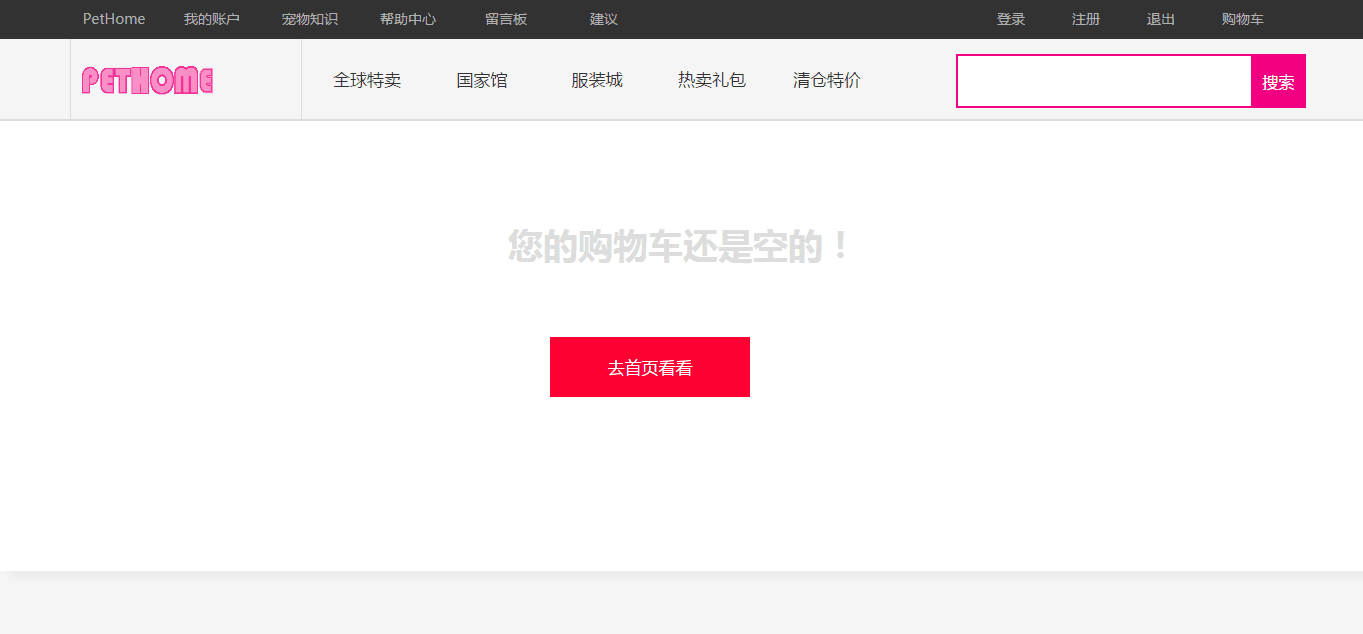 PetHome 我的账户 宠物知识 帮助中心 留言板 建议 登录 注册 退出 购物车
PETHOME 全球特卖 国家馆 服装城 热卖礼包 清仓特价 搜索
您的购物车还是空的！
去首页看看